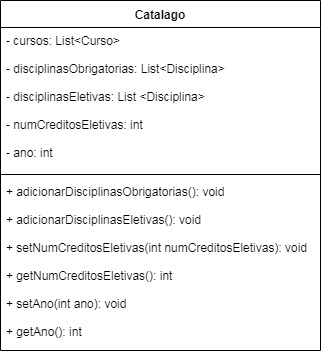 Catalago
- cursos: List<Curso>
- disciplinasObrigatorias: List<Disciplina>
- disciplinasEletivas: List <Disciplina>
- numCreditosEletivas: int
- ano: int
+ adicionarDisciplinasObrigatorias(): void
+ adicionarDisciplinasEletivas(): void
+ setNumCreditosEletivas(int numCreditosEletivas): void
+ getNumCreditosEletivas(): int
+ setAno(int ano): void
+ getAno(): int